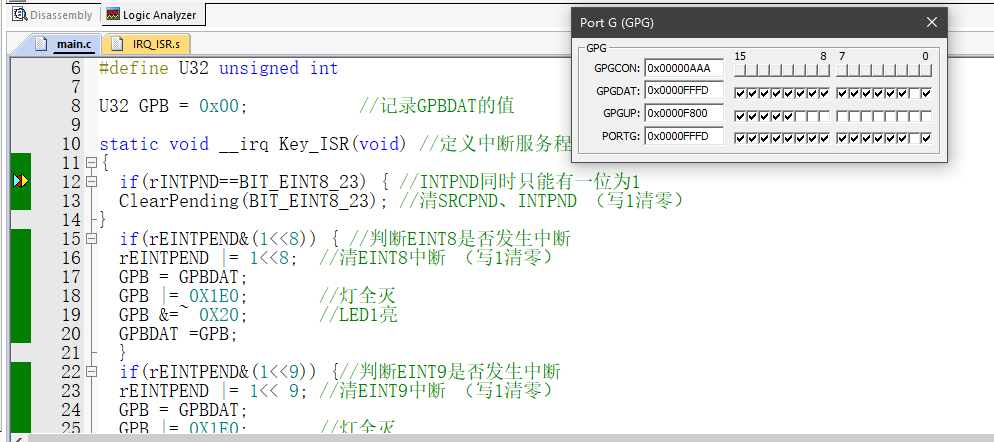 Disassembly Logic Analyzer
main.c IRQ_ISR.s
6 #define U32 unsigned int
7
8 U32 GPB = 0x00; //记录GPBDAT的值
9
10 static void __irq Key_ISR(void) //定义中断服务程
11 {
12 if(rINTPND==BIT_EINT8_23) { //INTPND同时只能有一位为1
13 ClearPending(BIT_EINT8_23); //清SRCPND、INTPND （写1清零）
14 }
15 if(rEINTPEND&(1<<8)) { //判断EINT8是否发生中断
16 rEINTPEND |= 1<<8; //清EINT8中断 （写1清零）
17 GPB = GPBDAT;
18 GPB |= 0X1E0; //灯全灭
19 GPB &=~ 0X20; //LED1亮
20 GPBDAT =GPB;
21 }
22 if(rEINTPEND&(1<<9)) {//判断EINT9是否发生中断
23 rEINTPEND |= 1<< 9; //清EINT9中断 （写1清零）
24 GPB = GPBDAT;
25 GPB |= 0X1E0; //灯全灭
Port G (GPG)
GPG
15 8 7 0
GPGCON: 0x00000AAA
GPGDAT: 0x0000FFFD
GPGUP: 0x0000F800
PORTG: 0x0000FFFD